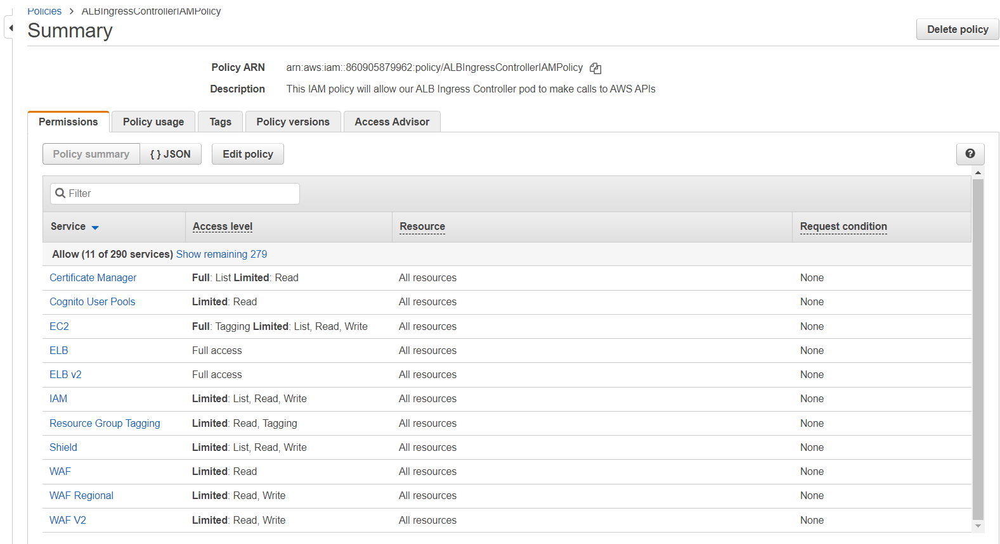 Policies > ALBIngressControllerIAMPolicy
Summary
Delete policy
Policy ARN arn:aws:iam::860905879962:policy/ALBIngressControllerIAMPolicy
Description This IAM policy will allow our ALB Ingress Controller pod to make calls to AWS APIs
Permissions Policy usage Tags Policy versions Access Advisor
Policy summary { } JSON Edit policy ?
Filter
Service Access level Resource Request condition
Allow (11 of 290 services) Show remaining 279
Certificate Manager Full: List Limited: Read All resources None
Cognito User Pools Limited: Read All resources None
EC2 Full: Tagging Limited: List, Read, Write All resources None
ELB Full access All resources None
ELB v2 Full access All resources None
IAM Limited: List, Read, Write All resources None
Resource Group Tagging Limited: Read, Tagging All resources None
Shield Limited: List, Read, Write All resources None
WAF Limited: Read All resources None
WAF Regional Limited: Read, Write All resources None
WAF V2 Limited: Read, Write All resources None